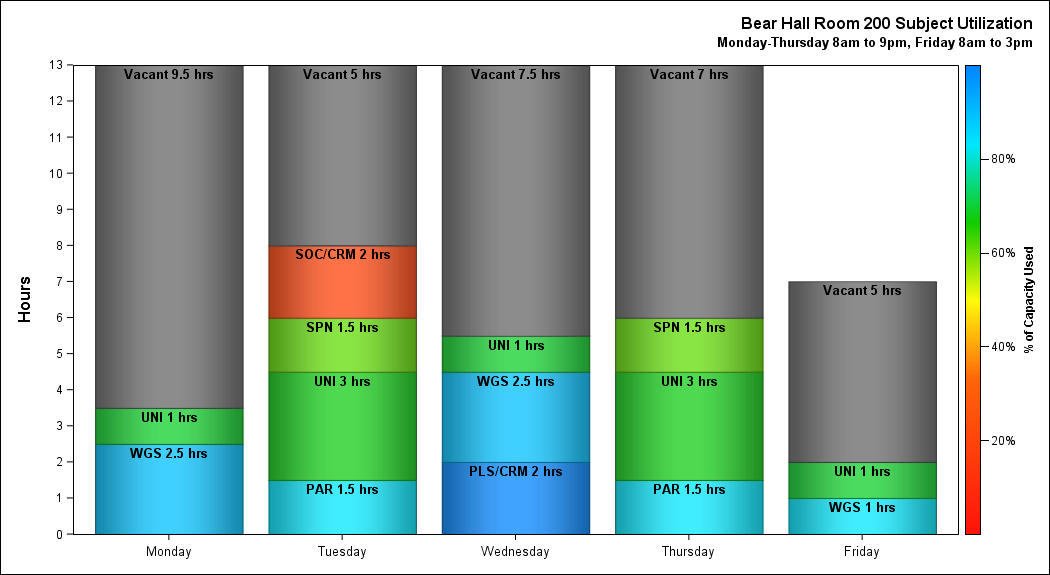 Bear Hall Room 200 Subject Utilization
Monday-Thursday 8am to 9pm, Friday 8am to 3pm
Hours
13
12
11
10
9
8
7
6
5
4
3
2
1
0
Vacant 9.5 hrs
UNI 1 hrs
WGS 2.5 hrs
Monday
Vacant 5 hrs
SOC/CRM 2 hrs
SPN 1.5 hrs
UNI 3 hrs
PAR 1.5 hrs
Tuesday
Vacant 7.5 hrs
UNI 1 hrs
WGS 2.5 hrs
PLS/CRM 2 hrs
Wednesday
Vacant 7 hrs
SPN 1.5 hrs
UNI 3 hrs
PAR 1.5 hrs
Thursday
Vacant 5 hrs
UNI 1 hrs
WGS 1 hrs
Friday
80%
60%
40%
20%
% of Capacity Used